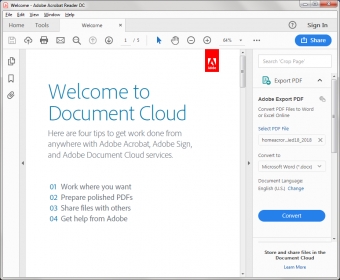 Welcome - Adobe Acrobat Reader DC
File Edit View Window Help
Home Tools Welcome Sign In
1 / 5 64% Share
Adobe
Welcome to
Document Cloud
Here are four tips to get work done from
anywhere with Adobe Acrobat, Adobe Sign,
and Adobe Document Cloud services.
01 Work where you want
02 Prepare polished PDFs
03 Share files with others
04 Get help from Adobe
Search 'Crop Page'
Export PDF
Adobe Export PDF
Convert PDF Files to Word
or Excel Online
Select PDF File
Convert to
Microsoft Word (*.docx)
Document Language:
English (U.S.) Change
Convert
Store and share files in the
Document Cloud
Learn More